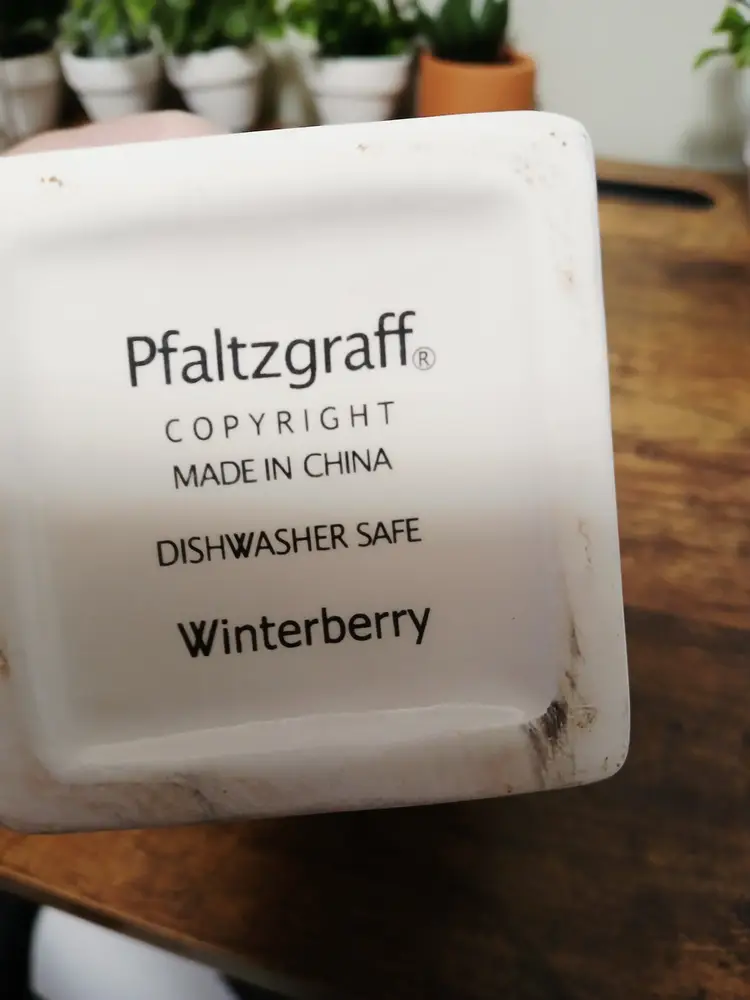 Pfaltzgraff®
COPYRIGHT
MADE IN CHINA
DISHWASHER SAFE
Winterberry